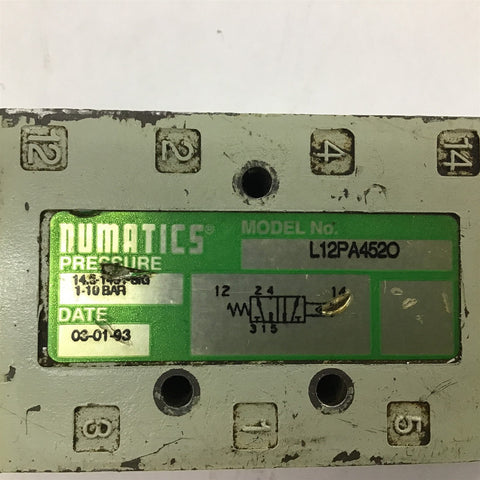 12 2 4 14
NUMATICS®
MODEL No.
L12PA452O
PRESSURE
1-10 BAR
DATE
03-01-93
12 2 4 14
3 1 5
3 1 5